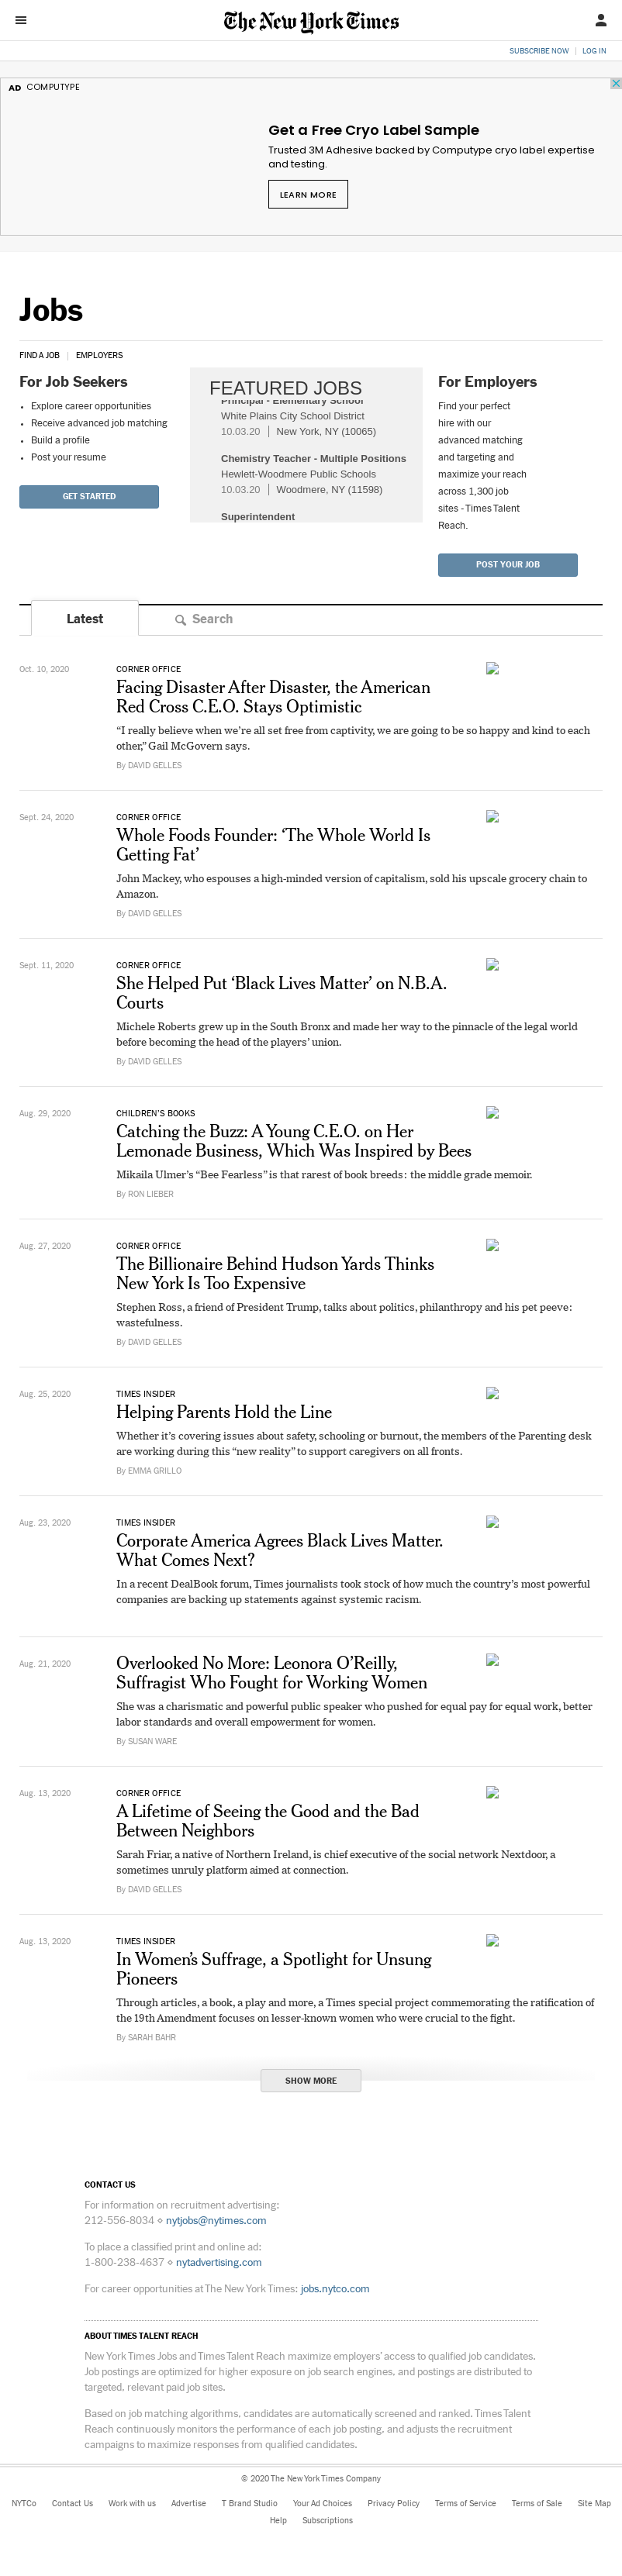 The New York Times
SUBSCRIBE NOW | LOG IN
AD COMPUTYPE
Get a Free Cryo Label Sample
Trusted 3M Adhesive backed by Computype cryo label expertise
and testing.
LEARN MORE
Jobs
FIND A JOB | EMPLOYERS
For Job Seekers
• Explore career opportunities
• Receive advanced job matching
• Build a profile
• Post your resume
GET STARTED
FEATURED JOBS
Principal - Elementary School
White Plains City School District
10.03.20 | New York, NY (10065)
Chemistry Teacher - Multiple Positions
Hewlett-Woodmere Public Schools
10.03.20 | Woodmere, NY (11598)
Superintendent
For Employers
Find your perfect
hire with our
advanced matching
and targeting and
maximize your reach
across 1,300 job
sites - Times Talent
Reach.
POST YOUR JOB
Latest
Search
Oct. 10, 2020
CORNER OFFICE
Facing Disaster After Disaster, the American
Red Cross C.E.O. Stays Optimistic
“I really believe when we’re all set free from captivity, we are going to be so happy and kind to each
other,” Gail McGovern says.
By DAVID GELLES
Sept. 24, 2020
CORNER OFFICE
Whole Foods Founder: ‘The Whole World Is
Getting Fat’
John Mackey, who espouses a high-minded version of capitalism, sold his upscale grocery chain to
Amazon.
By DAVID GELLES
Sept. 11, 2020
CORNER OFFICE
She Helped Put ‘Black Lives Matter’ on N.B.A.
Courts
Michele Roberts grew up in the South Bronx and made her way to the pinnacle of the legal world
before becoming the head of the players’ union.
By DAVID GELLES
Aug. 29, 2020
CHILDREN’S BOOKS
Catching the Buzz: A Young C.E.O. on Her
Lemonade Business, Which Was Inspired by Bees
Mikaila Ulmer’s “Bee Fearless” is that rarest of book breeds: the middle grade memoir.
By RON LIEBER
Aug. 27, 2020
CORNER OFFICE
The Billionaire Behind Hudson Yards Thinks
New York Is Too Expensive
Stephen Ross, a friend of President Trump, talks about politics, philanthropy and his pet peeve:
wastefulness.
By DAVID GELLES
Aug. 25, 2020
TIMES INSIDER
Helping Parents Hold the Line
Whether it’s covering issues about safety, schooling or burnout, the members of the Parenting desk
are working during this “new reality” to support caregivers on all fronts.
By EMMA GRILLO
Aug. 23, 2020
TIMES INSIDER
Corporate America Agrees Black Lives Matter.
What Comes Next?
In a recent DealBook forum, Times journalists took stock of how much the country’s most powerful
companies are backing up statements against systemic racism.
Aug. 21, 2020
Overlooked No More: Leonora O’Reilly,
Suffragist Who Fought for Working Women
She was a charismatic and powerful public speaker who pushed for equal pay for equal work, better
labor standards and overall empowerment for women.
By SUSAN WARE
Aug. 13, 2020
CORNER OFFICE
A Lifetime of Seeing the Good and the Bad
Between Neighbors
Sarah Friar, a native of Northern Ireland, is chief executive of the social network Nextdoor, a
sometimes unruly platform aimed at connection.
By DAVID GELLES
Aug. 13, 2020
TIMES INSIDER
In Women’s Suffrage, a Spotlight for Unsung
Pioneers
Through articles, a book, a play and more, a Times special project commemorating the ratification of
the 19th Amendment focuses on lesser-known women who were crucial to the fight.
By SARAH BAHR
SHOW MORE
CONTACT US
For information on recruitment advertising:
212-556-8034 ⋄ nytjobs@nytimes.com
To place a classified print and online ad:
1-800-238-4637 ⋄ nytadvertising.com
For career opportunities at The New York Times: jobs.nytco.com
ABOUT TIMES TALENT REACH
New York Times Jobs and Times Talent Reach maximize employers’ access to qualified job candidates.
Job postings are optimized for higher exposure on job search engines, and postings are distributed to
targeted, relevant paid job sites.
Based on job matching algorithms, candidates are automatically screened and ranked. Times Talent
Reach continuously monitors the performance of each job posting, and adjusts the recruitment
campaigns to maximize responses from qualified candidates.
© 2020 The New York Times Company
NYTCo Contact Us Work with us Advertise T Brand Studio Your Ad Choices Privacy Policy Terms of Service Terms of Sale Site Map
Help Subscriptions